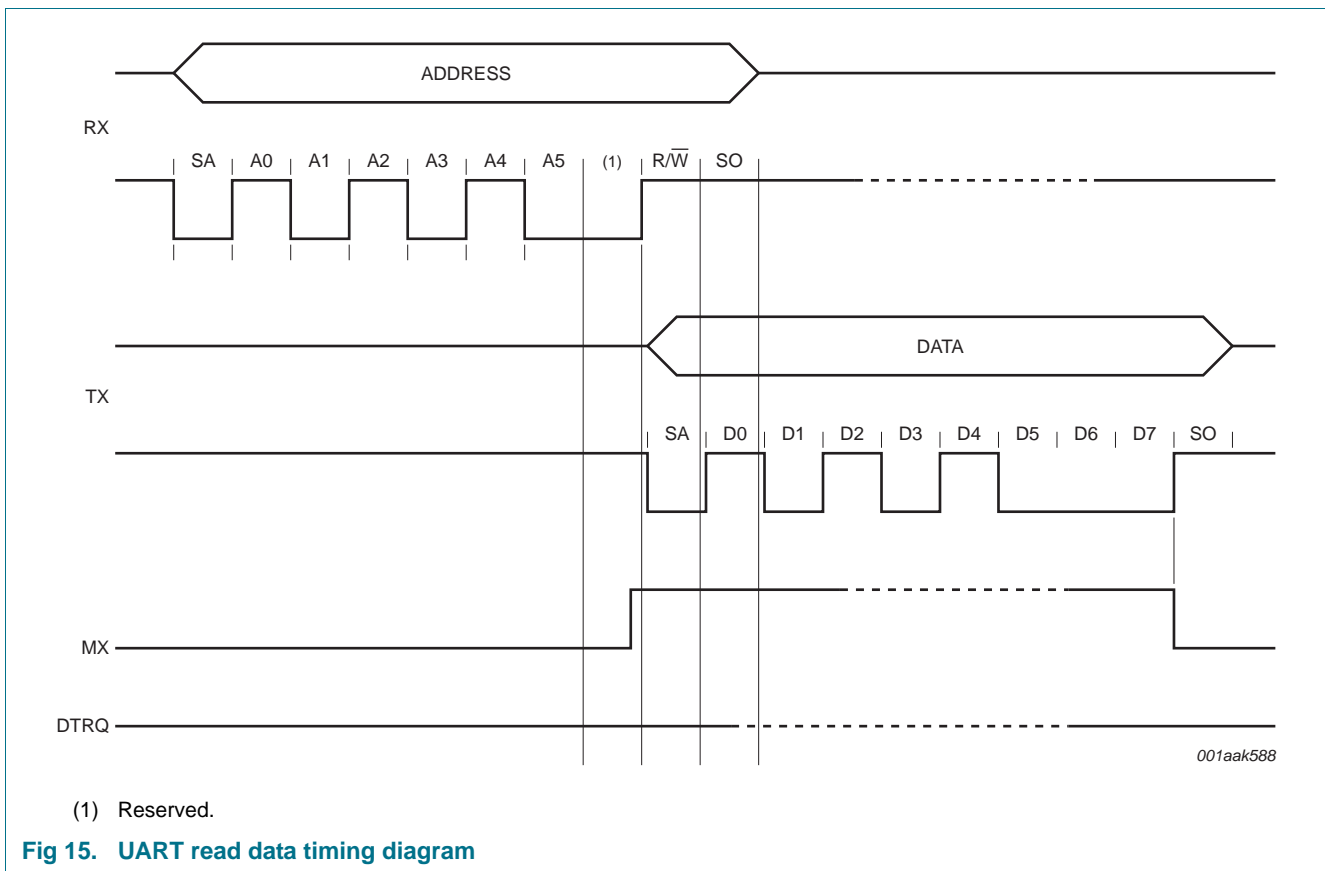 ADDRESS
RX
SA A0 A1 A2 A3 A4 A5 (1) R/W̅ SO
DATA
TX
SA D0 D1 D2 D3 D4 D5 D6 D7 SO
MX
DTRQ
001aak588
(1) Reserved.
Fig 15. UART read data timing diagram